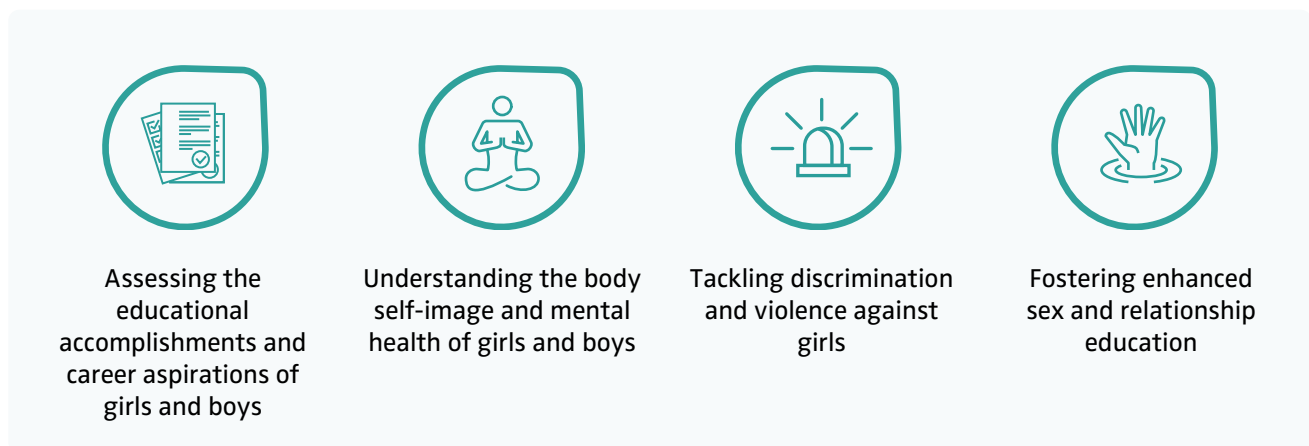 Assessing the
educational
accomplishments and
career aspirations of
girls and boys
Understanding the body
self-image and mental
health of girls and boys
Tackling discrimination
and violence against
girls
Fostering enhanced
sex and relationship
education